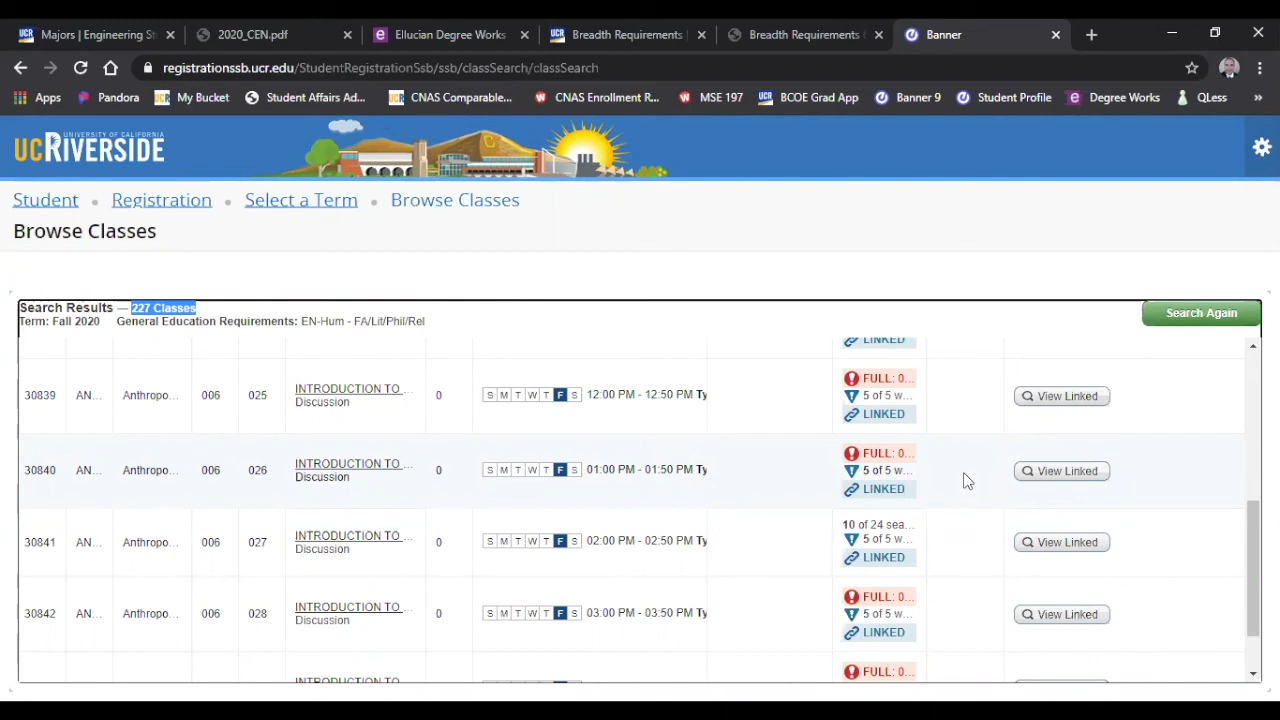 Majors | Engineering St
2020_CEN.pdf
Ellucian Degree Works
Breadth Requirements
Breadth Requirements
Banner
registrationssb.ucr.edu/StudentRegistrationSsb/ssb/classSearch/classSearch
Apps
Pandora
My Bucket
Student Affairs Ad...
CNAS Comparable...
CNAS Enrollment R...
MSE 197
BCOE Grad App
Banner 9
Student Profile
Degree Works
QLess
»
UNIVERSITY OF CALIFORNIA
UCRIVERSIDE
Student • Registration • Select a Term • Browse Classes
Browse Classes
Search Results — 227 Classes
Term: Fall 2020 General Education Requirements: EN-Hum - FA/Lit/Phil/Rel
Search Again
LINKED
30839 AN... Anthropo... 006 025 INTRODUCTION TO ... 0 S M T W T F S 12:00 PM - 12:50 PM Ty FULL: 0... View Linked
Discussion 5 of 5 w...
LINKED
30840 AN... Anthropo... 006 026 INTRODUCTION TO ... 0 S M T W T F S 01:00 PM - 01:50 PM Ty FULL: 0... View Linked
Discussion 5 of 5 w...
LINKED
30841 AN... Anthropo... 006 027 INTRODUCTION TO ... 0 S M T W T F S 02:00 PM - 02:50 PM Ty 10 of 24 sea... View Linked
Discussion 5 of 5 w...
LINKED
30842 AN... Anthropo... 006 028 INTRODUCTION TO ... 0 S M T W T F S 03:00 PM - 03:50 PM Ty FULL: 0... View Linked
Discussion 5 of 5 w...
LINKED
INTRODUCTION TO FULL: 0...